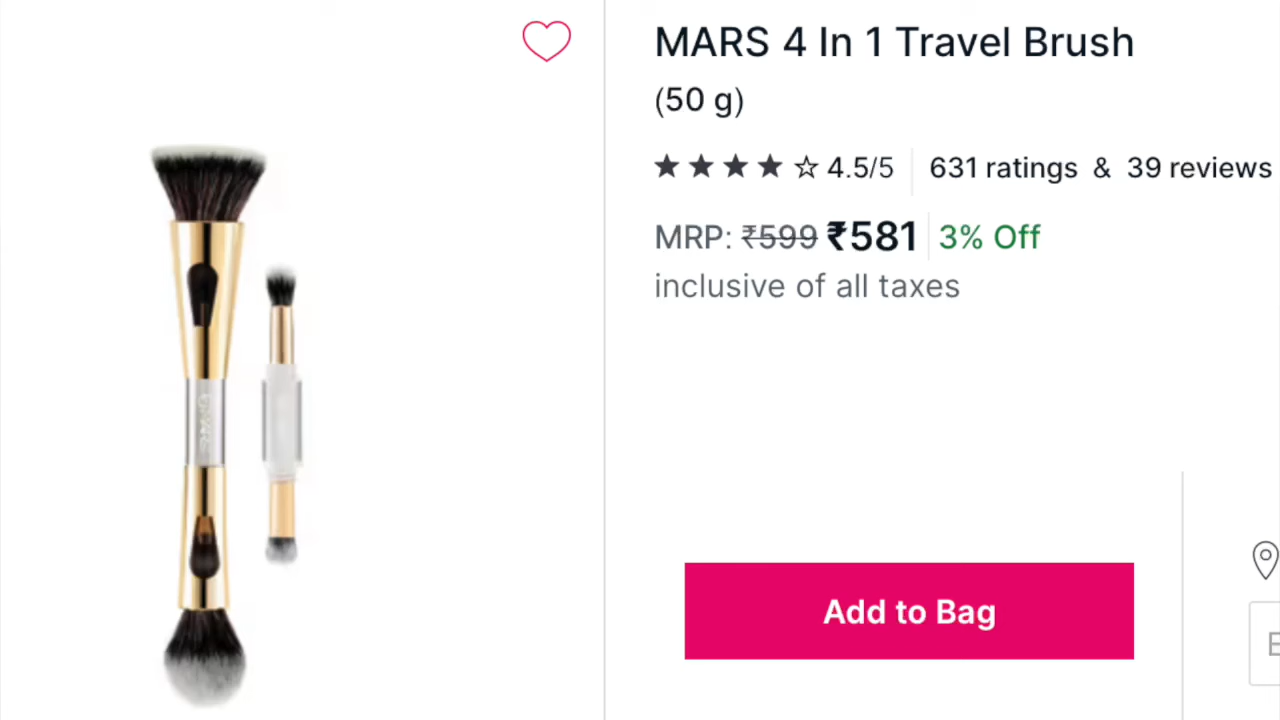 MARS 4 In 1 Travel Brush
(50 g)
4.5/5 631 ratings & 39 reviews
MRP: ₹599 ₹581 3% Off
inclusive of all taxes
Add to Bag